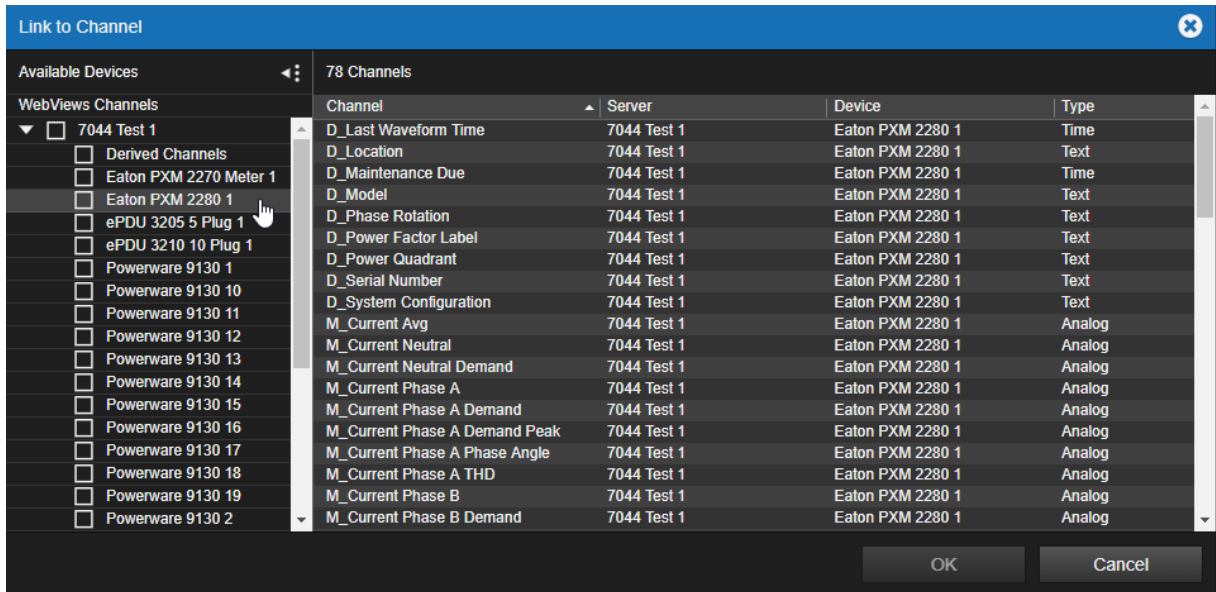 Link to Channel
Available Devices
78 Channels
WebViews Channels
Channel Server Device Type
7044 Test 1
Derived Channels
Eaton PXM 2270 Meter 1
Eaton PXM 2280 1
ePDU 3205 5 Plug 1
ePDU 3210 10 Plug 1
Powerware 9130 1
Powerware 9130 10
Powerware 9130 11
Powerware 9130 12
Powerware 9130 13
Powerware 9130 14
Powerware 9130 15
Powerware 9130 16
Powerware 9130 17
Powerware 9130 18
Powerware 9130 19
Powerware 9130 2
D_Last Waveform Time 7044 Test 1 Eaton PXM 2280 1 Time
D_Location 7044 Test 1 Eaton PXM 2280 1 Text
D_Maintenance Due 7044 Test 1 Eaton PXM 2280 1 Time
D_Model 7044 Test 1 Eaton PXM 2280 1 Text
D_Phase Rotation 7044 Test 1 Eaton PXM 2280 1 Text
D_Power Factor Label 7044 Test 1 Eaton PXM 2280 1 Text
D_Power Quadrant 7044 Test 1 Eaton PXM 2280 1 Text
D_Serial Number 7044 Test 1 Eaton PXM 2280 1 Text
D_System Configuration 7044 Test 1 Eaton PXM 2280 1 Text
M_Current Avg 7044 Test 1 Eaton PXM 2280 1 Analog
M_Current Neutral 7044 Test 1 Eaton PXM 2280 1 Analog
M_Current Neutral Demand 7044 Test 1 Eaton PXM 2280 1 Analog
M_Current Phase A 7044 Test 1 Eaton PXM 2280 1 Analog
M_Current Phase A Demand 7044 Test 1 Eaton PXM 2280 1 Analog
M_Current Phase A Demand Peak 7044 Test 1 Eaton PXM 2280 1 Analog
M_Current Phase A Phase Angle 7044 Test 1 Eaton PXM 2280 1 Analog
M_Current Phase A THD 7044 Test 1 Eaton PXM 2280 1 Analog
M_Current Phase B 7044 Test 1 Eaton PXM 2280 1 Analog
M_Current Phase B Demand 7044 Test 1 Eaton PXM 2280 1 Analog
OK
Cancel